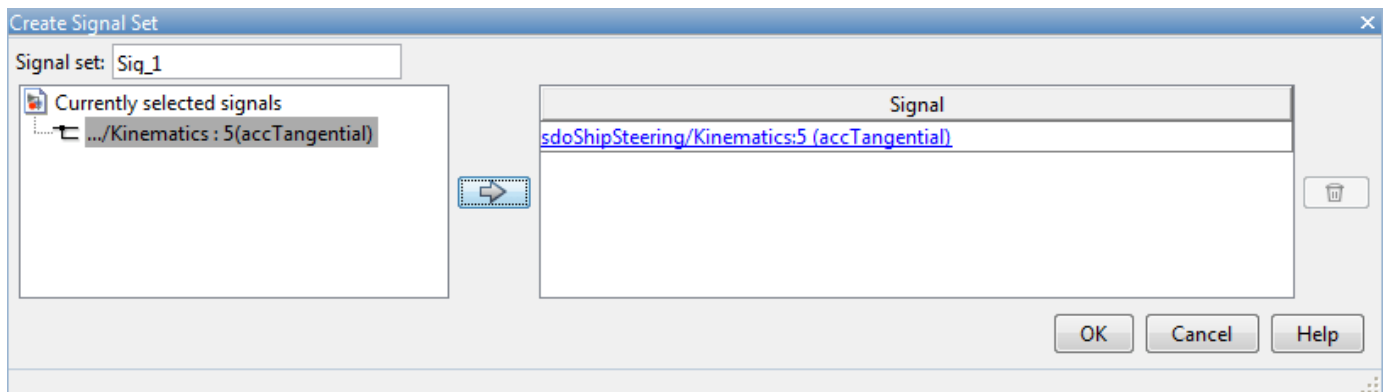 Create Signal Set
Signal set: Sig_1
Currently selected signals
Signal
.../Kinematics : 5(accTangential)
sdoShipSteering/Kinematics:5 (accTangential)
OK Cancel Help